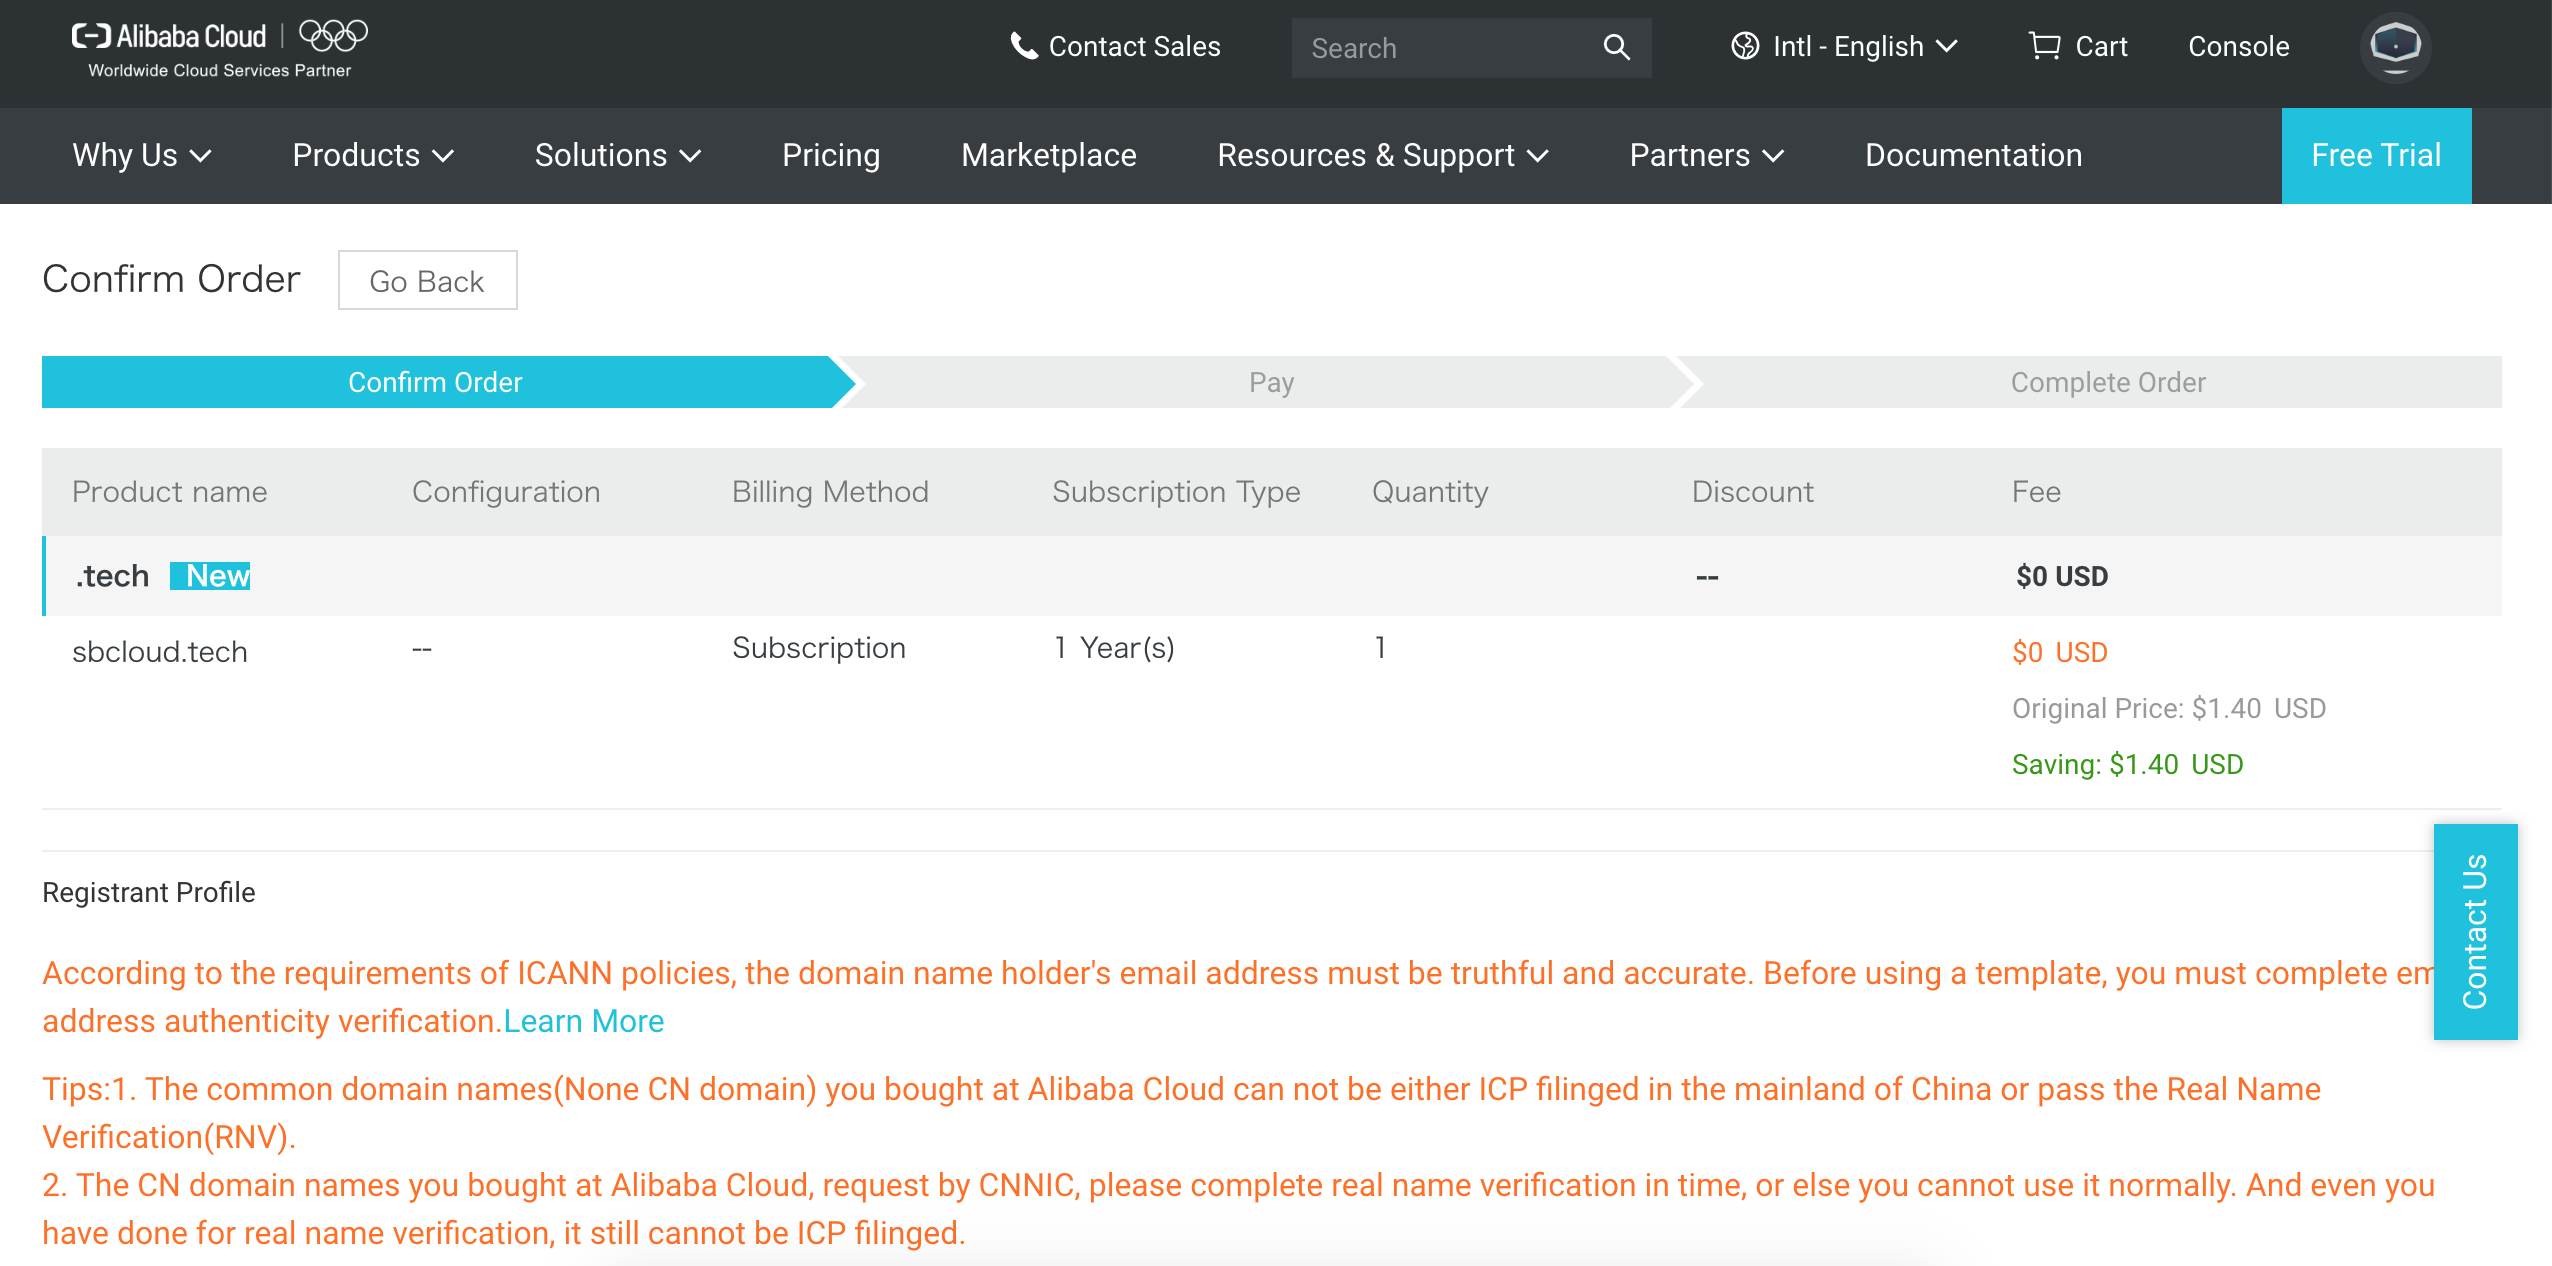 Alibaba Cloud
Worldwide Cloud Services Partner
Contact Sales
Search
Intl - English
Cart
Console
Why Us
Products
Solutions
Pricing
Marketplace
Resources & Support
Partners
Documentation
Free Trial
Confirm Order
Go Back
Confirm Order
Pay
Complete Order
Product name Configuration Billing Method Subscription Type Quantity Discount Fee
.tech New -- $0 USD
sbcloud.tech -- Subscription 1 Year(s) 1 $0 USD
Original Price: $1.40 USD
Saving: $1.40 USD
Registrant Profile
According to the requirements of ICANN policies, the domain name holder's email address must be truthful and accurate. Before using a template, you must complete em
address authenticity verification.Learn More
Tips:1. The common domain names(None CN domain) you bought at Alibaba Cloud can not be either ICP filinged in the mainland of China or pass the Real Name
Verification(RNV).
2. The CN domain names you bought at Alibaba Cloud, request by CNNIC, please complete real name verification in time, or else you cannot use it normally. And even you
have done for real name verification, it still cannot be ICP filinged.
Contact Us